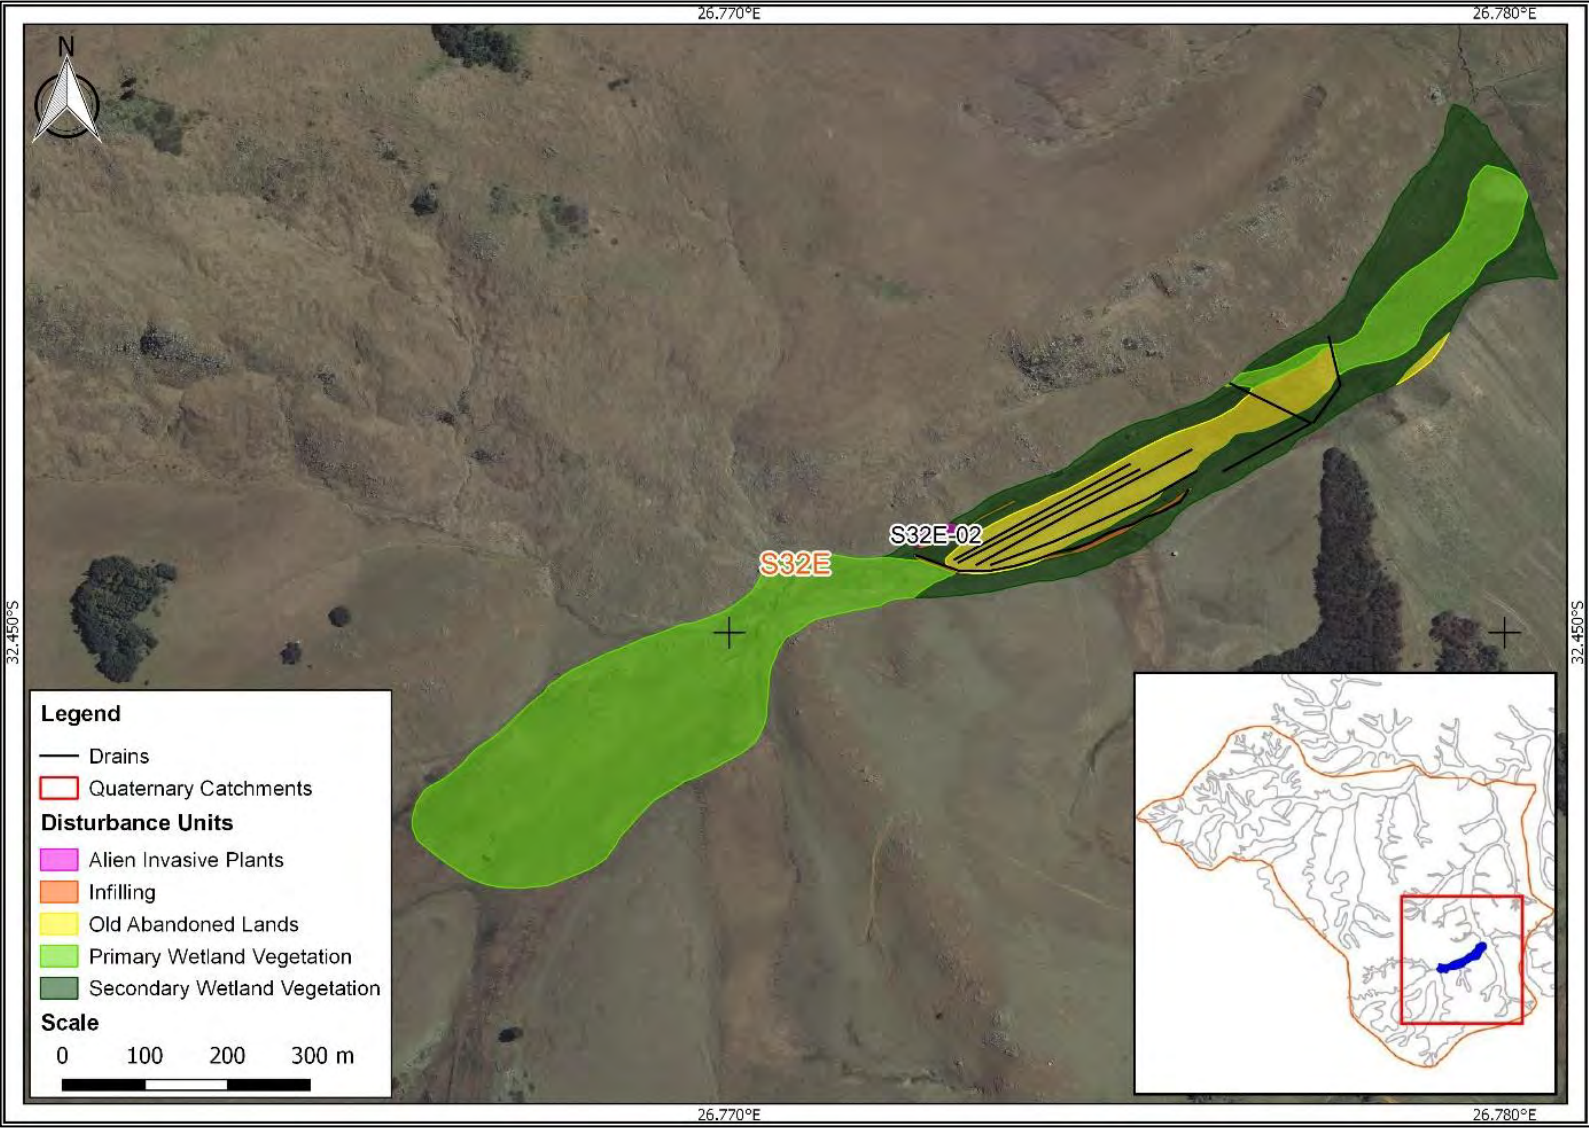 26.770°E
26.780°E
N
S32E-02
S32E
32.450°S
32.450°S
Legend
Drains
Quaternary Catchments
Disturbance Units
Alien Invasive Plants
Infilling
Old Abandoned Lands
Primary Wetland Vegetation
Secondary Wetland Vegetation
Scale
0 100 200 300 m
26.770°E
26.780°E